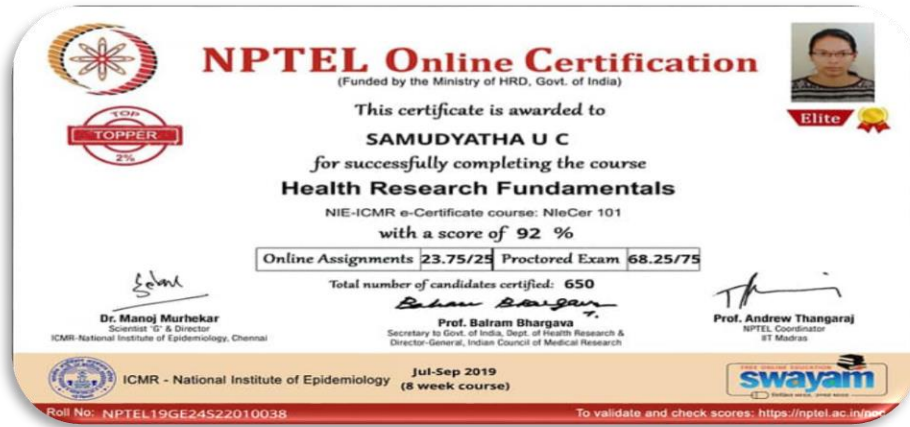 NPTEL Online Certification
(Funded by the Ministry of HRD, Govt. of India)
This certificate is awarded to
SAMUDYATHA U C
for successfully completing the course
Health Research Fundamentals
NIE-ICMR e-Certificate course: NIeCer 101
with a score of 92 %
Online Assignments 23.75/25 Proctored Exam 68.25/75
Total number of candidates certified: 650
TOP
TOPPER
2%
Elite
Dr. Manoj Murhekar
Scientist 'G' & Director
ICMR-National Institute of Epidemiology, Chennai
Prof. Balram Bhargava
Secretary to Govt. of India, Dept. of Health Research &
Director-General, Indian Council of Medical Research
Prof. Andrew Thangaraj
NPTEL Coordinator
IIT Madras
ICMR - National Institute of Epidemiology
Jul-Sep 2019
(8 week course)
FREE ONLINE EDUCATION
swayam
Roll No: NPTEL19GE24S22010038
To validate and check scores: https://nptel.ac.in/noc